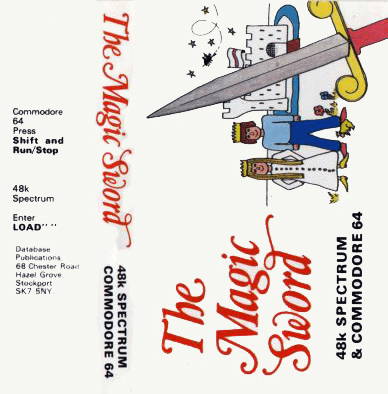 Commodore
64
Press
Shift and
Run/Stop
48k
Spectrum
Enter
LOAD" "
Database
Publications
68 Chester Road
Hazel Grove
Stockport
SK7 5NY
The Magic Sword
48K SPECTRUM
COMMODORE 64
The
Magic
Sword
48K SPECTRUM
& COMMODORE 64